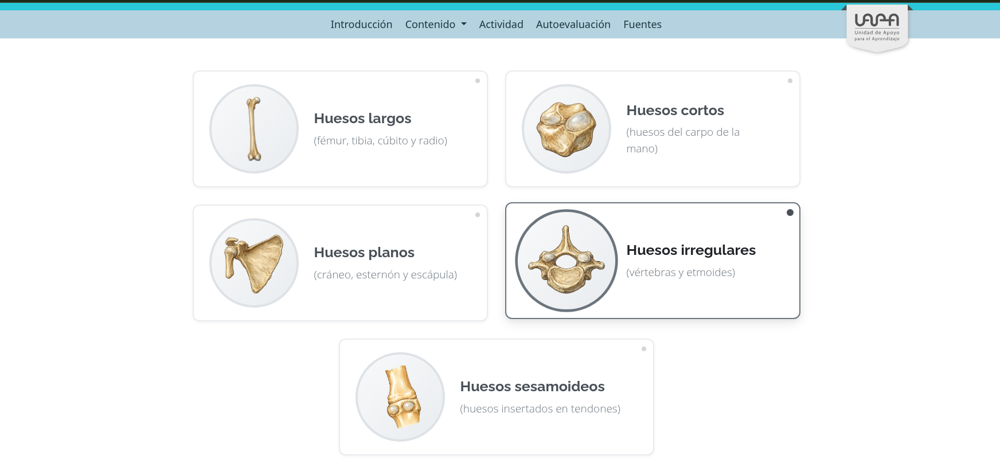 Introducción Contenido Actividad Autoevaluación Fuentes
UAPA
Unidad de Apoyo
para el Aprendizaje
Huesos largos
(fémur, tibia, cúbito y radio)
Huesos cortos
(huesos del carpo de la
mano)
Huesos planos
(cráneo, esternón y escápula)
Huesos irregulares
(vértebras y etmoides)
Huesos sesamoideos
(huesos insertados en tendones)